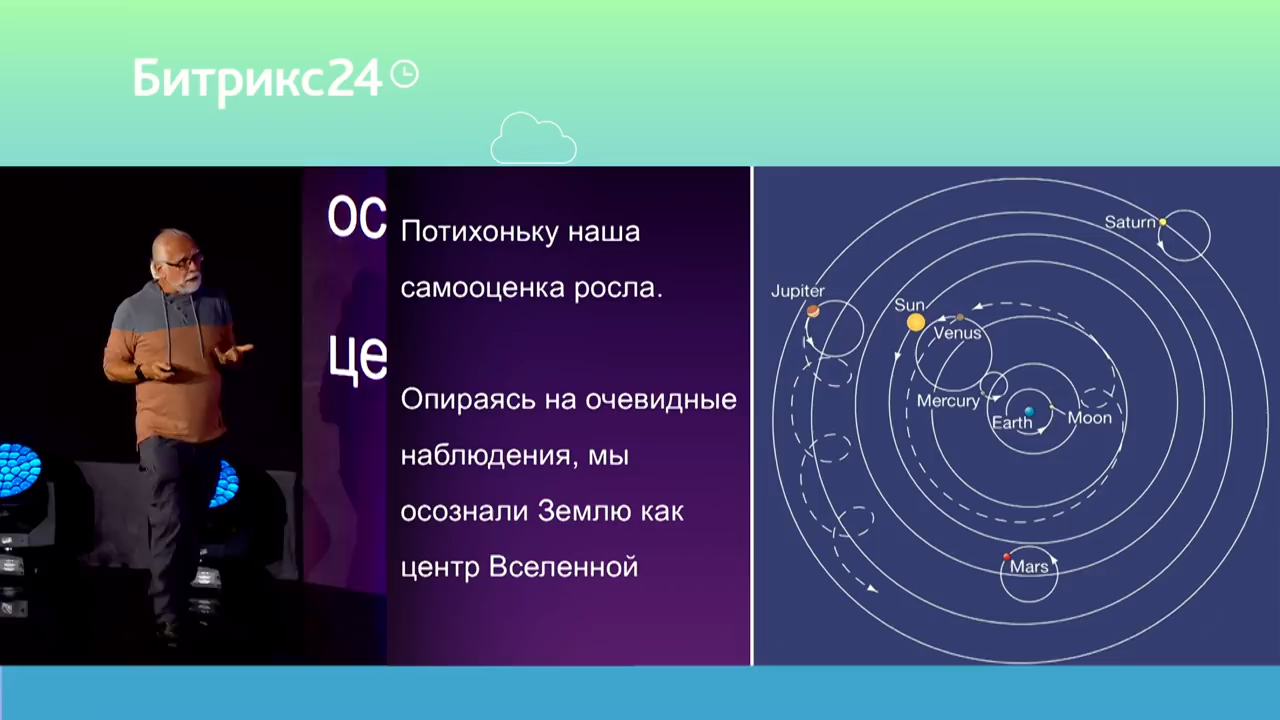 Битрикс24
ос
це
Потихоньку наша
самооценка росла.
Опираясь на очевидные
наблюдения, мы
осознали Землю как
центр Вселенной
Saturn
Jupiter
Sun
Venus
Mercury
Earth
Moon
Mars